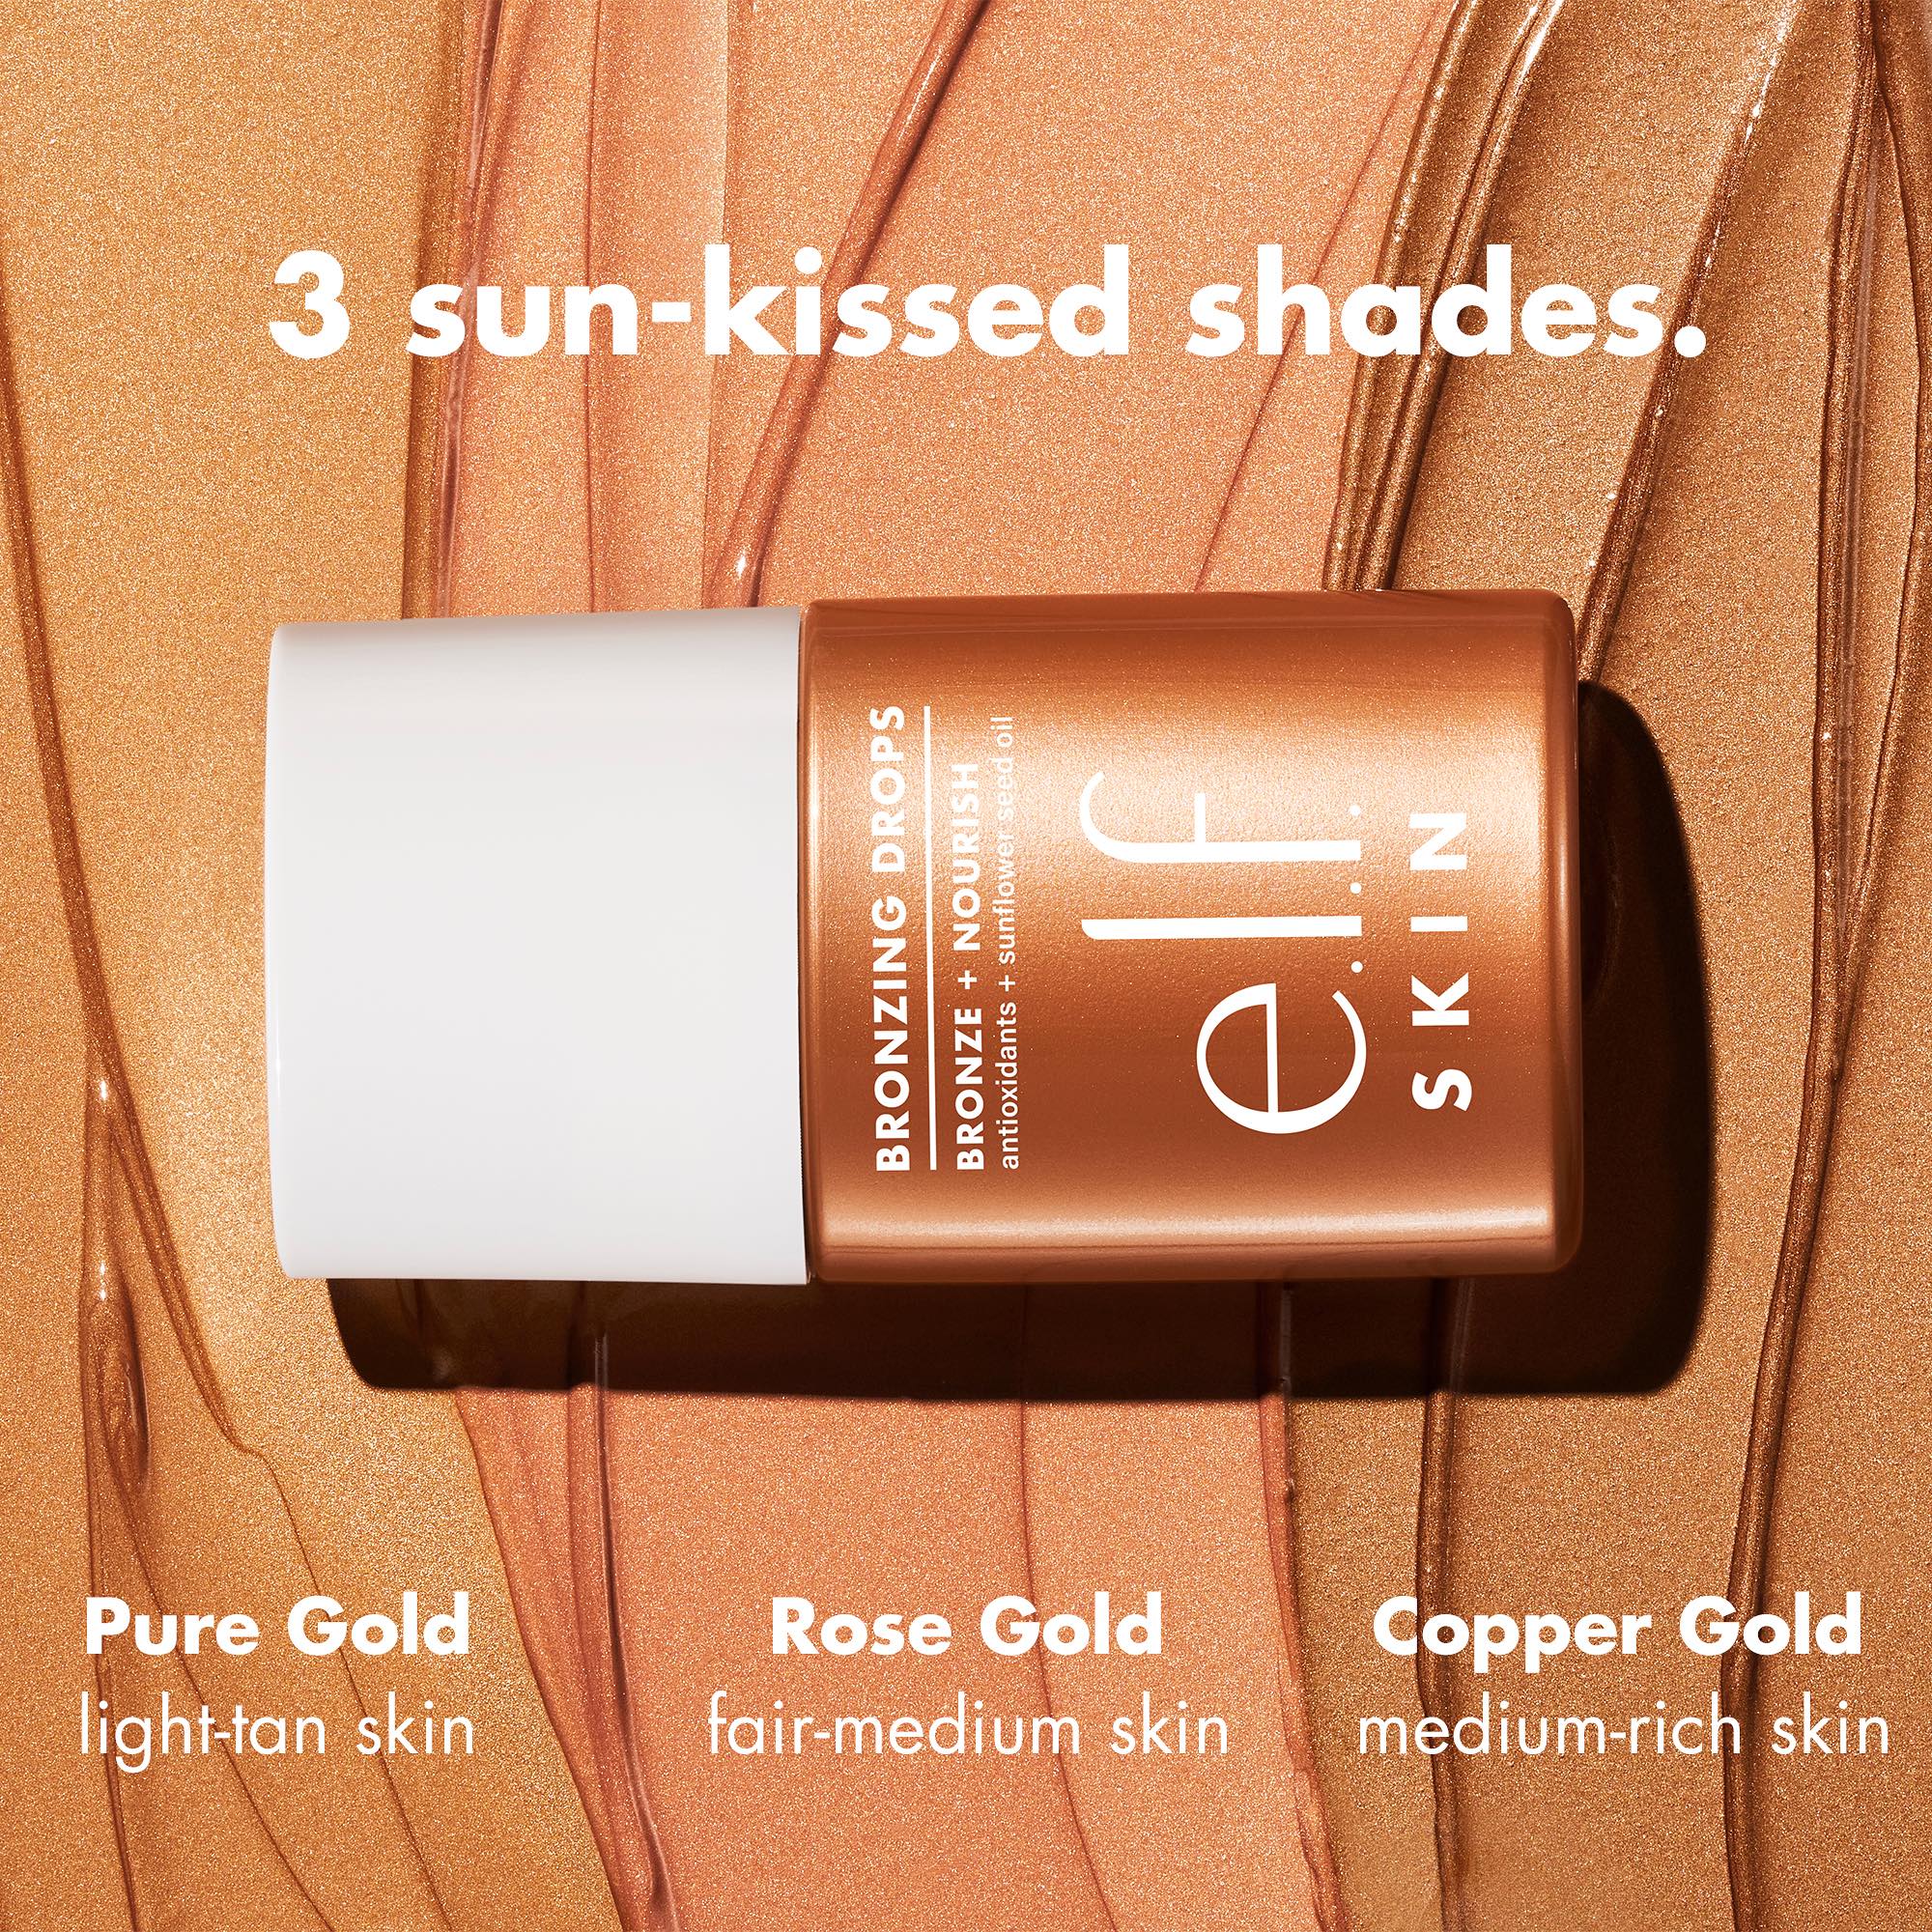 3 sun-kissed shades.
BRONZING DROPS
BRONZE + NOURISH
antioxidants + sunflower seed oil
e.l.f.
SKIN
Pure Gold
light-tan skin
Rose Gold
fair-medium skin
Copper Gold
medium-rich skin